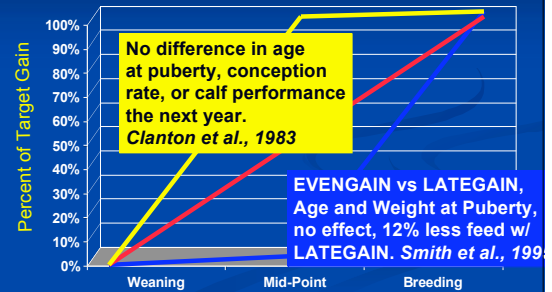 Percent of Target Gain
100%
90%
80%
70%
60%
50%
40%
30%
20%
10%
0%
No difference in age
at puberty, conception
rate, or calf performance
the next year.
Clanton et al., 1983
EVENGAIN vs LATEGAIN,
Age and Weight at Puberty,
no effect, 12% less feed w/
LATEGAIN. Smith et al.,
Weaning
Mid-Point
Breeding